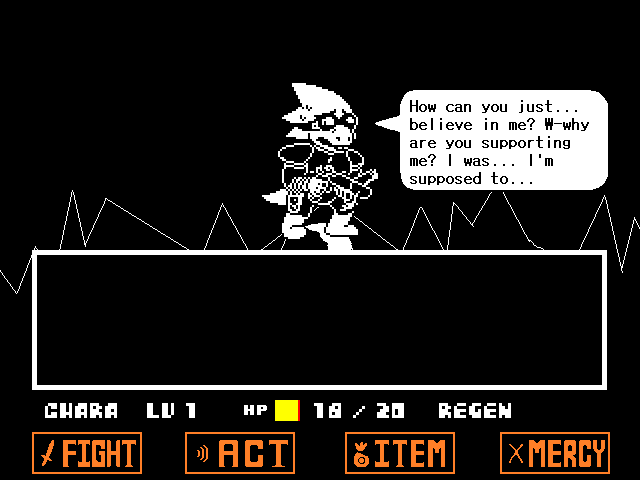 How can you just...
believe in me? W-why
are you supporting
me? I was... I'm
supposed to...
CHARA LV 1 HP 18 / 20 REGEN
FIGHT ACT ITEM MERCY